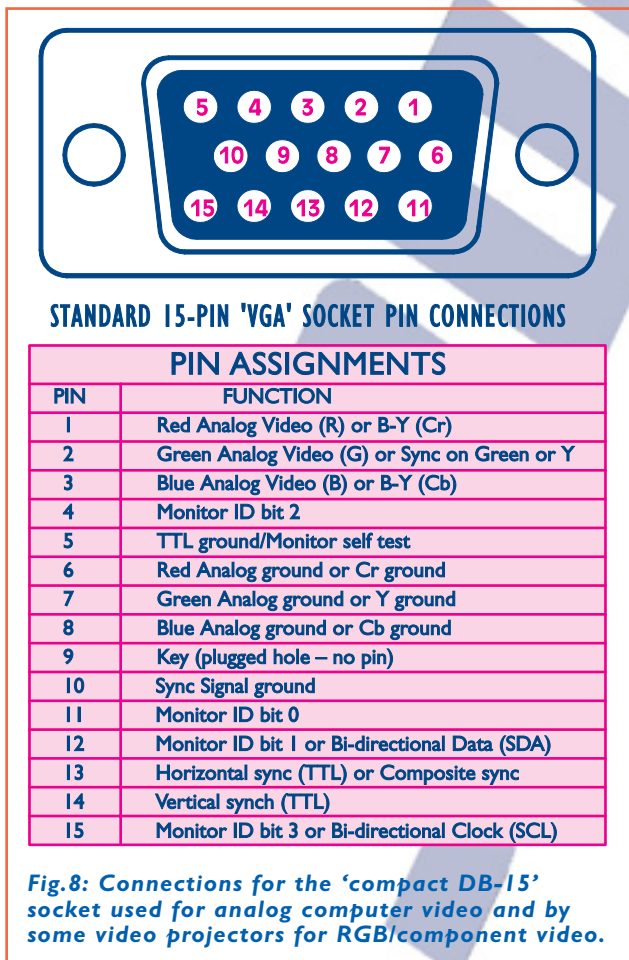 5 4 3 2 1
10 9 8 7 6
15 14 13 12 11
STANDARD 15-PIN 'VGA' SOCKET PIN CONNECTIONS
PIN ASSIGNMENTS
PIN FUNCTION
1 Red Analog Video (R) or B-Y (Cr)
2 Green Analog Video (G) or Sync on Green or Y
3 Blue Analog Video (B) or B-Y (Cb)
4 Monitor ID bit 2
5 TTL ground/Monitor self test
6 Red Analog ground or Cr ground
7 Green Analog ground or Y ground
8 Blue Analog ground or Cb ground
9 Key (plugged hole – no pin)
10 Sync Signal ground
11 Monitor ID bit 0
12 Monitor ID bit 1 or Bi-directional Data (SDA)
13 Horizontal sync (TTL) or Composite sync
14 Vertical synch (TTL)
15 Monitor ID bit 3 or Bi-directional Clock (SCL)
Fig.8: Connections for the ‘compact DB-15’
socket used for analog computer video and by
some video projectors for RGB/component video.